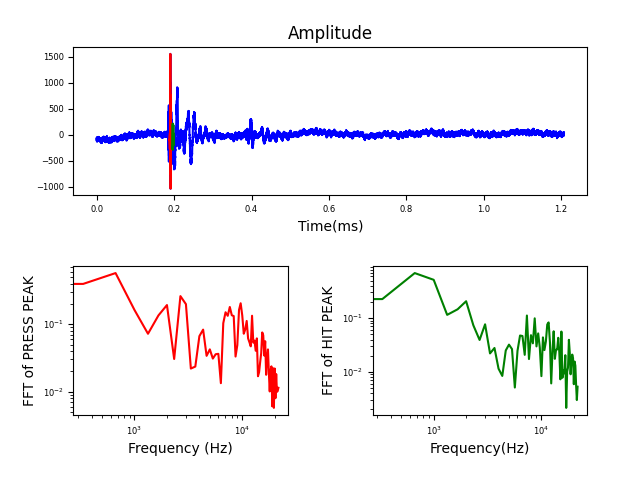 Amplitude
1500
1000
500
0
−500
−1000
0.0 0.2 0.4 0.6 0.8 1.0 1.2
Time(ms)
FFT of PRESS PEAK
10⁻¹
10⁻²
10³ 10⁴
Frequency (Hz)
FFT of HIT PEAK
10⁻¹
10⁻²
10³ 10⁴
Frequency(Hz)